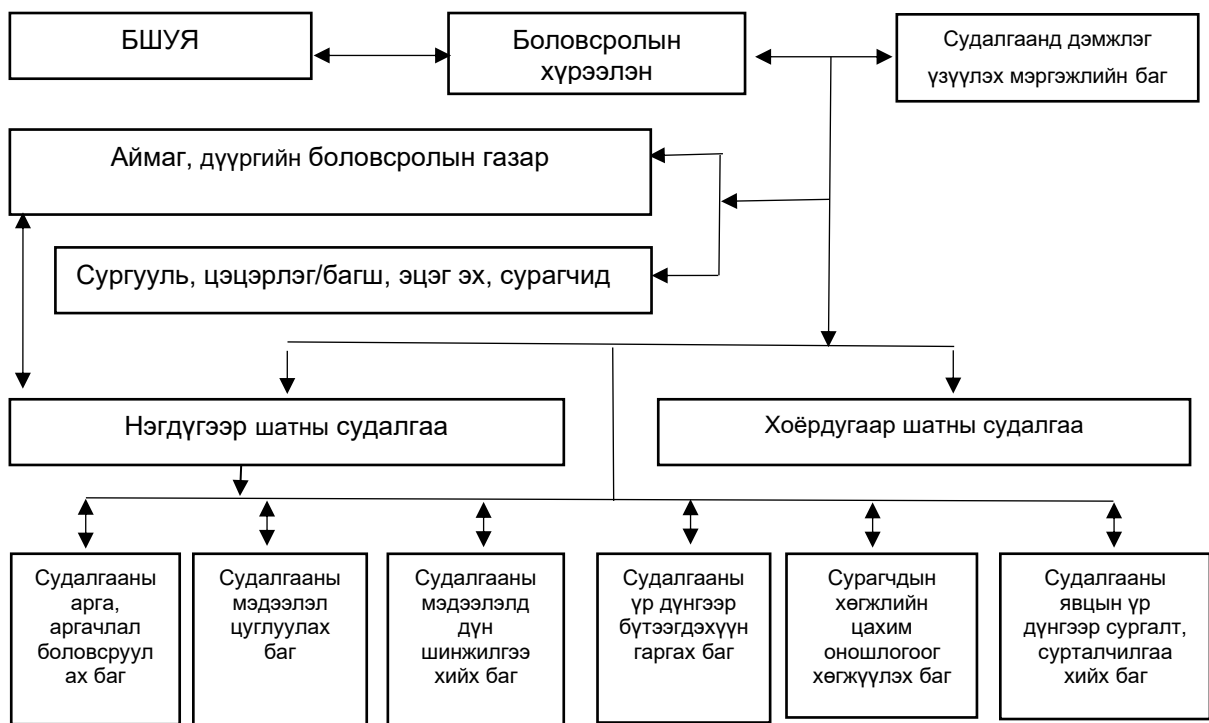 БШУЯ
Боловсролын
хүрээлэн
Судалгаанд дэмжлэг
үзүүлэх мэргэжлийн баг
Аймаг, дүүргийн боловсролын газар
Сургууль, цэцэрлэг/багш, эцэг эх, сурагчид
Нэгдүгээр шатны судалгаа
Хоёрдугаар шатны судалгаа
Судалгааны
арга,
аргачлал
боловсруул
ах баг
Судалгааны
мэдээлэл
цуглуулах
баг
Судалгааны
мэдээлэлд
дүн
шинжилгээ
хийх баг
Судалгааны
үр дүнгээр
бүтээгдэхүүн
гаргах баг
Сурагчдын
хөгжлийн
цахим
оношлогоог
хөгжүүлэх баг
Судалгааны
явцын үр
дүнгээр сургалт,
сурталчилгаа
хийх баг